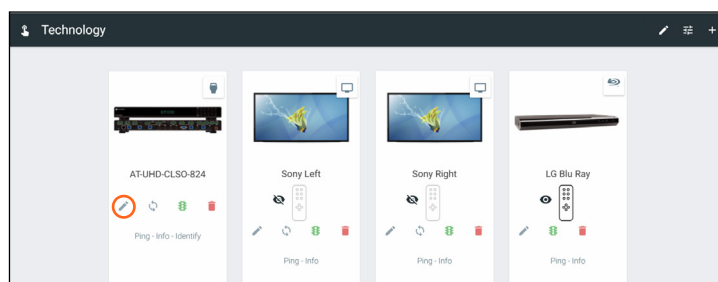 Technology
AT-UHD-CLSO-824
Ping - Info - Identify
Sony Left
Ping - Info
Sony Right
Ping - Info
LG Blu Ray
Ping - Info